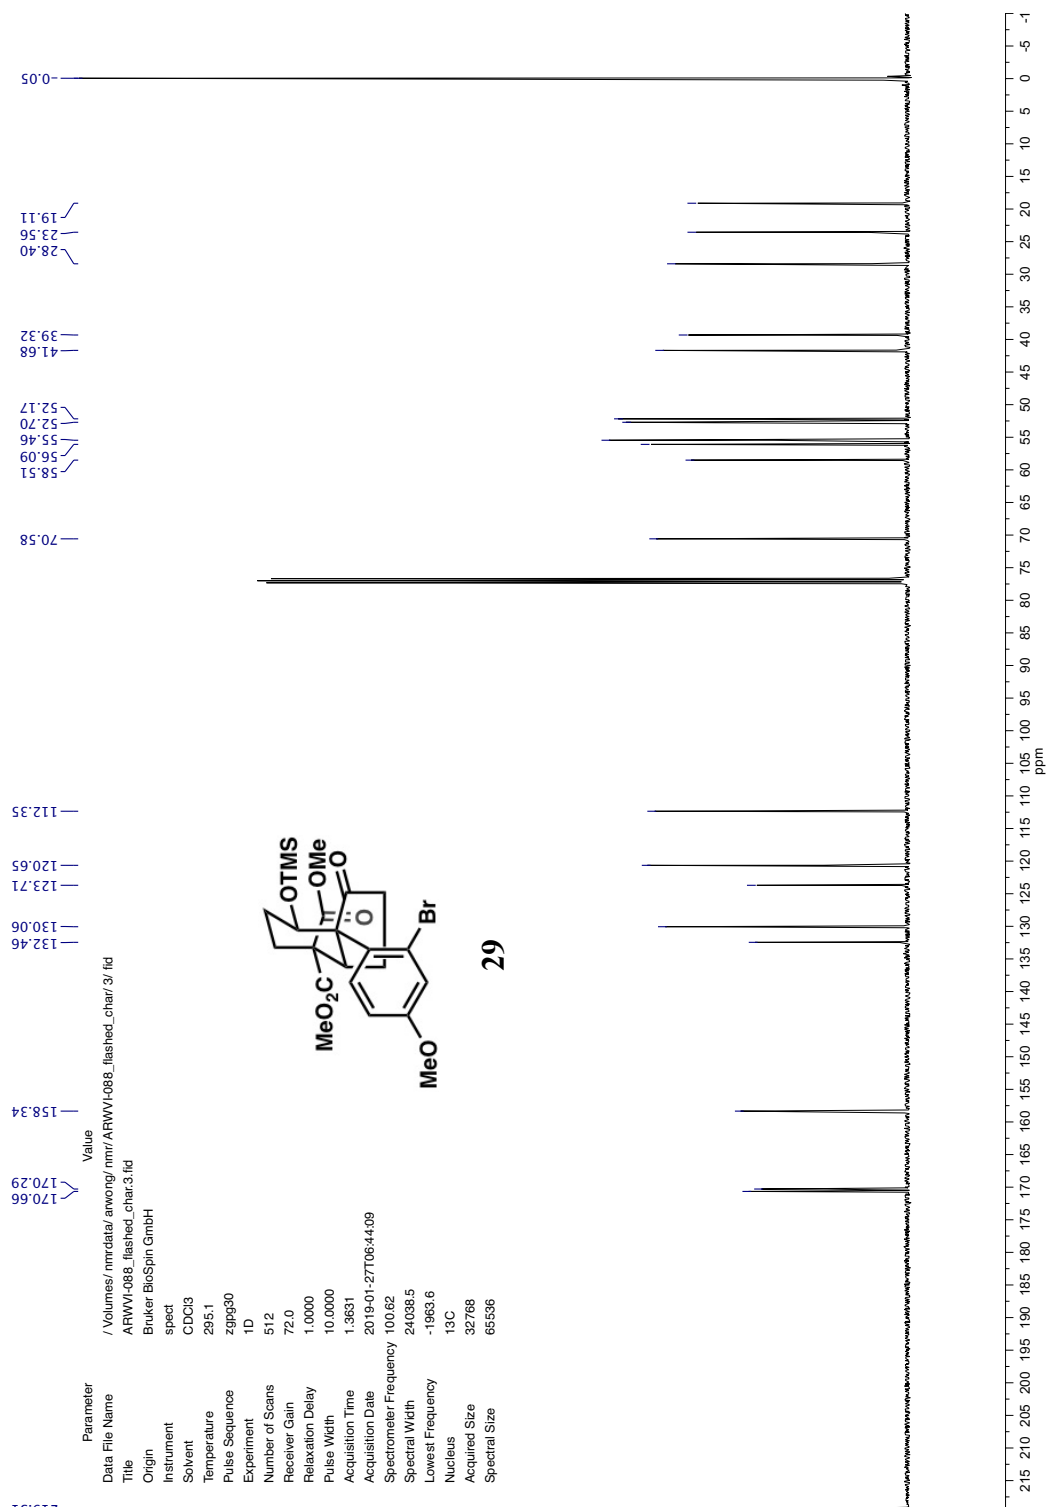 Parameter Value
Data File Name / Volumes/ nmrdata/ arwong/ nmr/ ARWVI-088_flashed_char/ 3/ fid
Title ARWVI-088_flashed_char.3.fid
Origin Bruker BioSpin GmbH
Instrument spect
Solvent CDCl3
Temperature 295.1
Pulse Sequence zgpg30
Experiment 1D
Number of Scans 512
Receiver Gain 72.0
Relaxation Delay 1.0000
Pulse Width 10.0000
Acquisition Time 1.3631
Acquisition Date 2019-01-27T06:44:09
Spectrometer Frequency 100.62
Spectral Width 24038.5
Lowest Frequency -1963.6
Nucleus 13C
Acquired Size 32768
Spectral Size 65536
170.66
170.29
158.34
132.46
130.06
123.71
120.65
112.35
70.58
58.51
56.09
55.46
52.70
52.17
41.68
39.32
28.40
23.56
19.11
-0.05
OTMS
OMe
O
O
MeO2C
Br
MeO
29
215 210 205 200 195 190 185 180 175 170 165 160 155 150 145 140 135 130 125 120 115 110 105 100 95 90 85 80 75 70 65 60 55 50 45 40 35 30 25 20 15 10 5 0 -5 -1
ppm